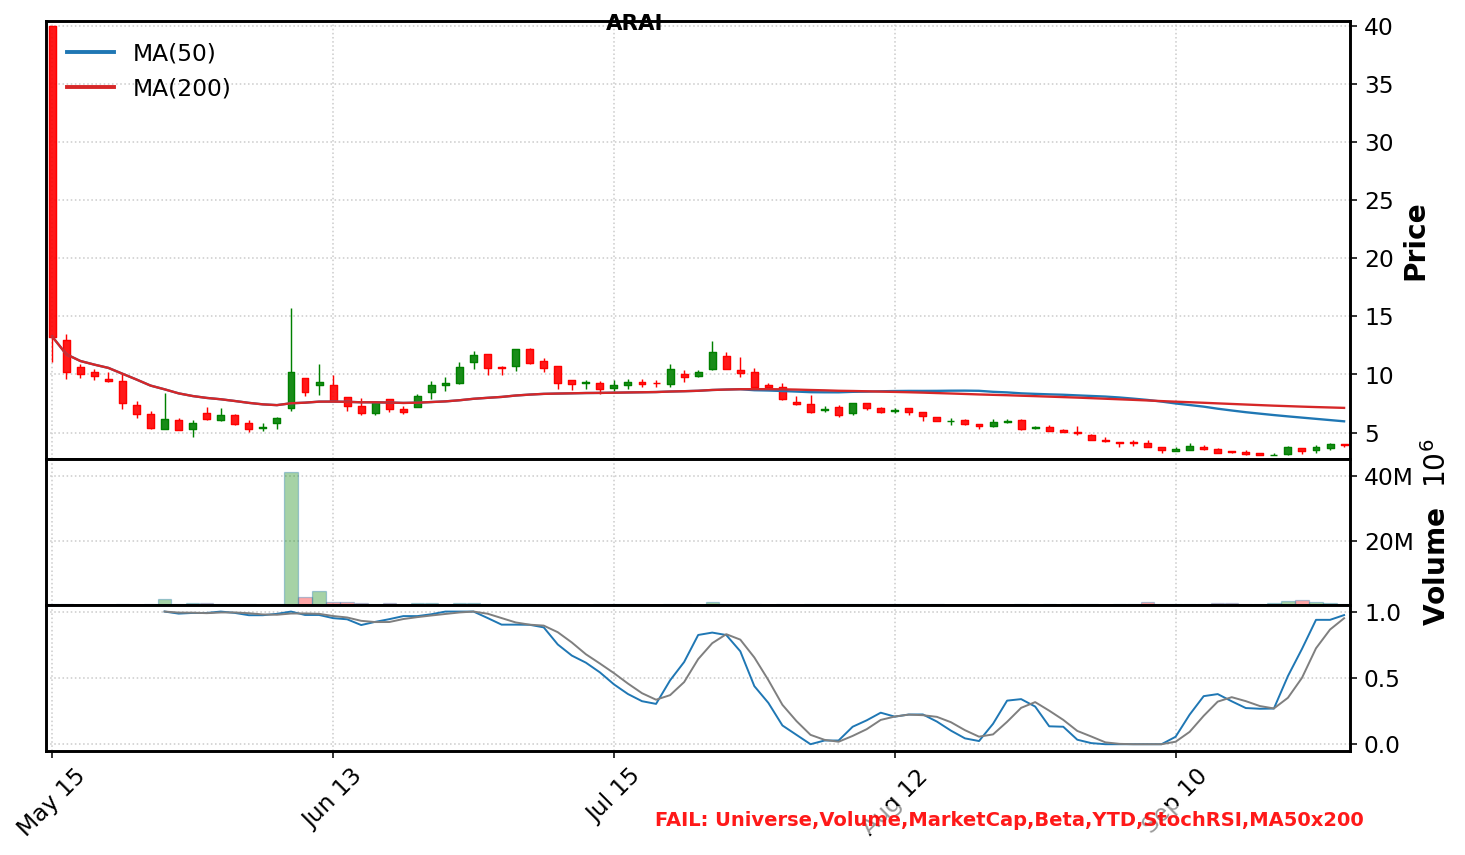 ARAI
MA(50)
MA(200)
40
35
30
25
20
15
10
5
Price
40M
20M
Volume 10⁶
1.0
0.5
0.0
May 15
Jun 13
Jul 15
Aug 12
Sep 10
FAIL: Universe,Volume,MarketCap,Beta,YTD,StochRSI,MA50x200